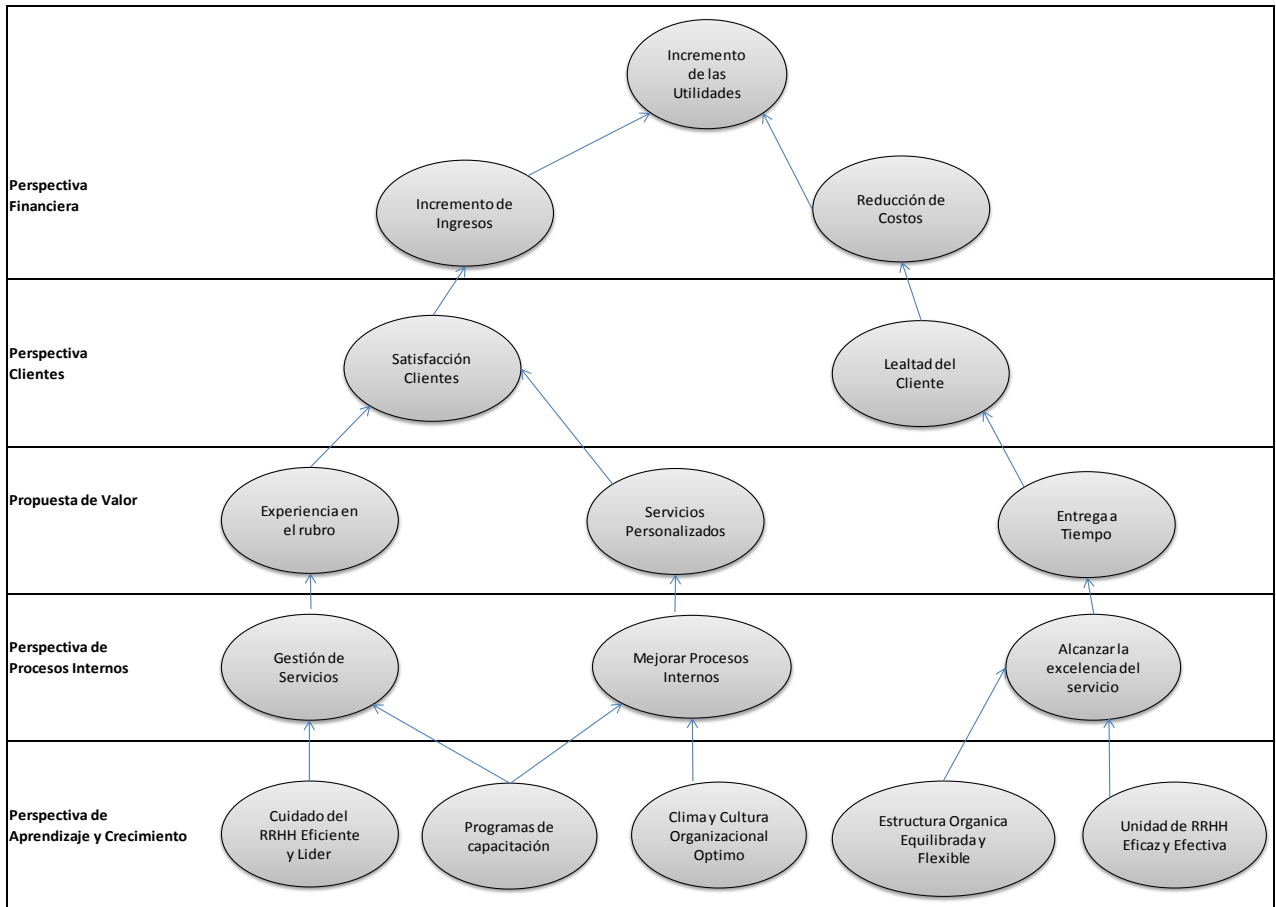 Incremento
de las
Utilidades
Perspectiva
Financiera
Incremento de
Ingresos
Reducción de
Costos
Perspectiva
Clientes
Satisfacción
Clientes
Lealtad del
Cliente
Propuesta de Valor
Experiencia en
el rubro
Servicios
Personalizados
Entrega a
Tiempo
Perspectiva de
Procesos Internos
Gestión de
Servicios
Mejorar Procesos
Internos
Alcanzar la
excelencia del
servicio
Perspectiva de
Aprendizaje y Crecimiento
Cuidado del
RRHH Eficiente
y Lider
Programas de
capacitación
Clima y Cultura
Organizacional
Optimo
Estructura Organica
Equilibrada y
Flexible
Unidad de RRHH
Eficaz y Efectiva